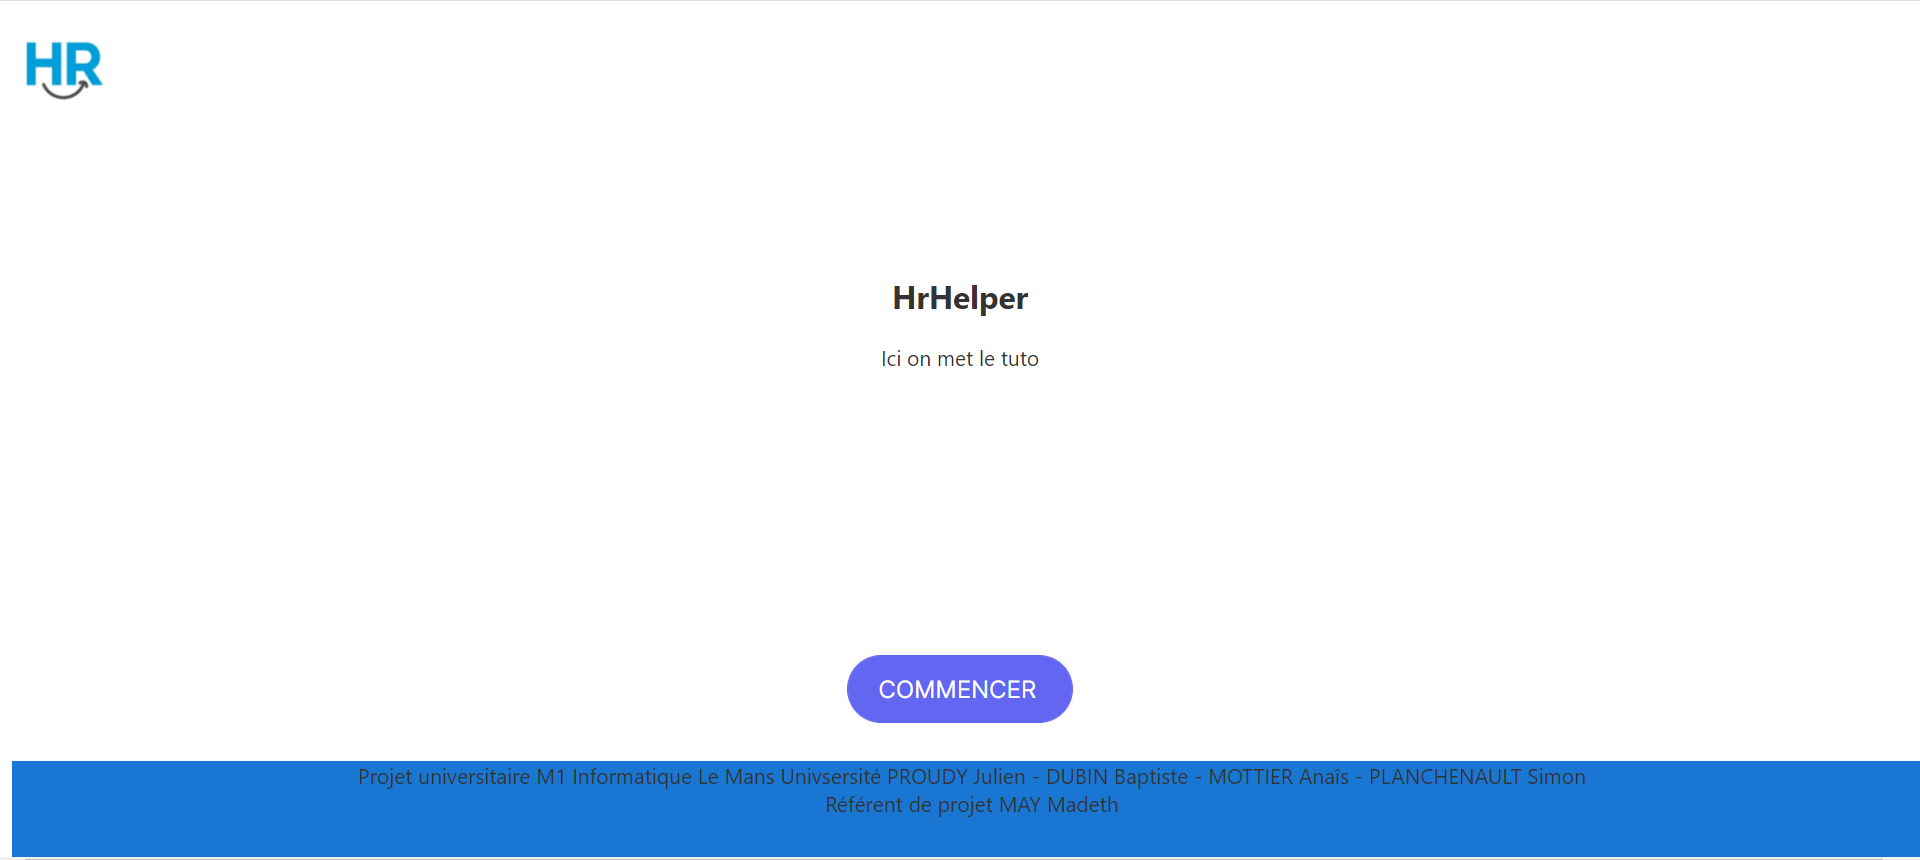 HR
HrHelper
Ici on met le tuto
COMMENCER
Projet universitaire M1 Informatique Le Mans Univsersité PROUDY Julien - DUBIN Baptiste - MOTTIER Anaîs - PLANCHENAULT Simon
Référent de projet MAY Madeth